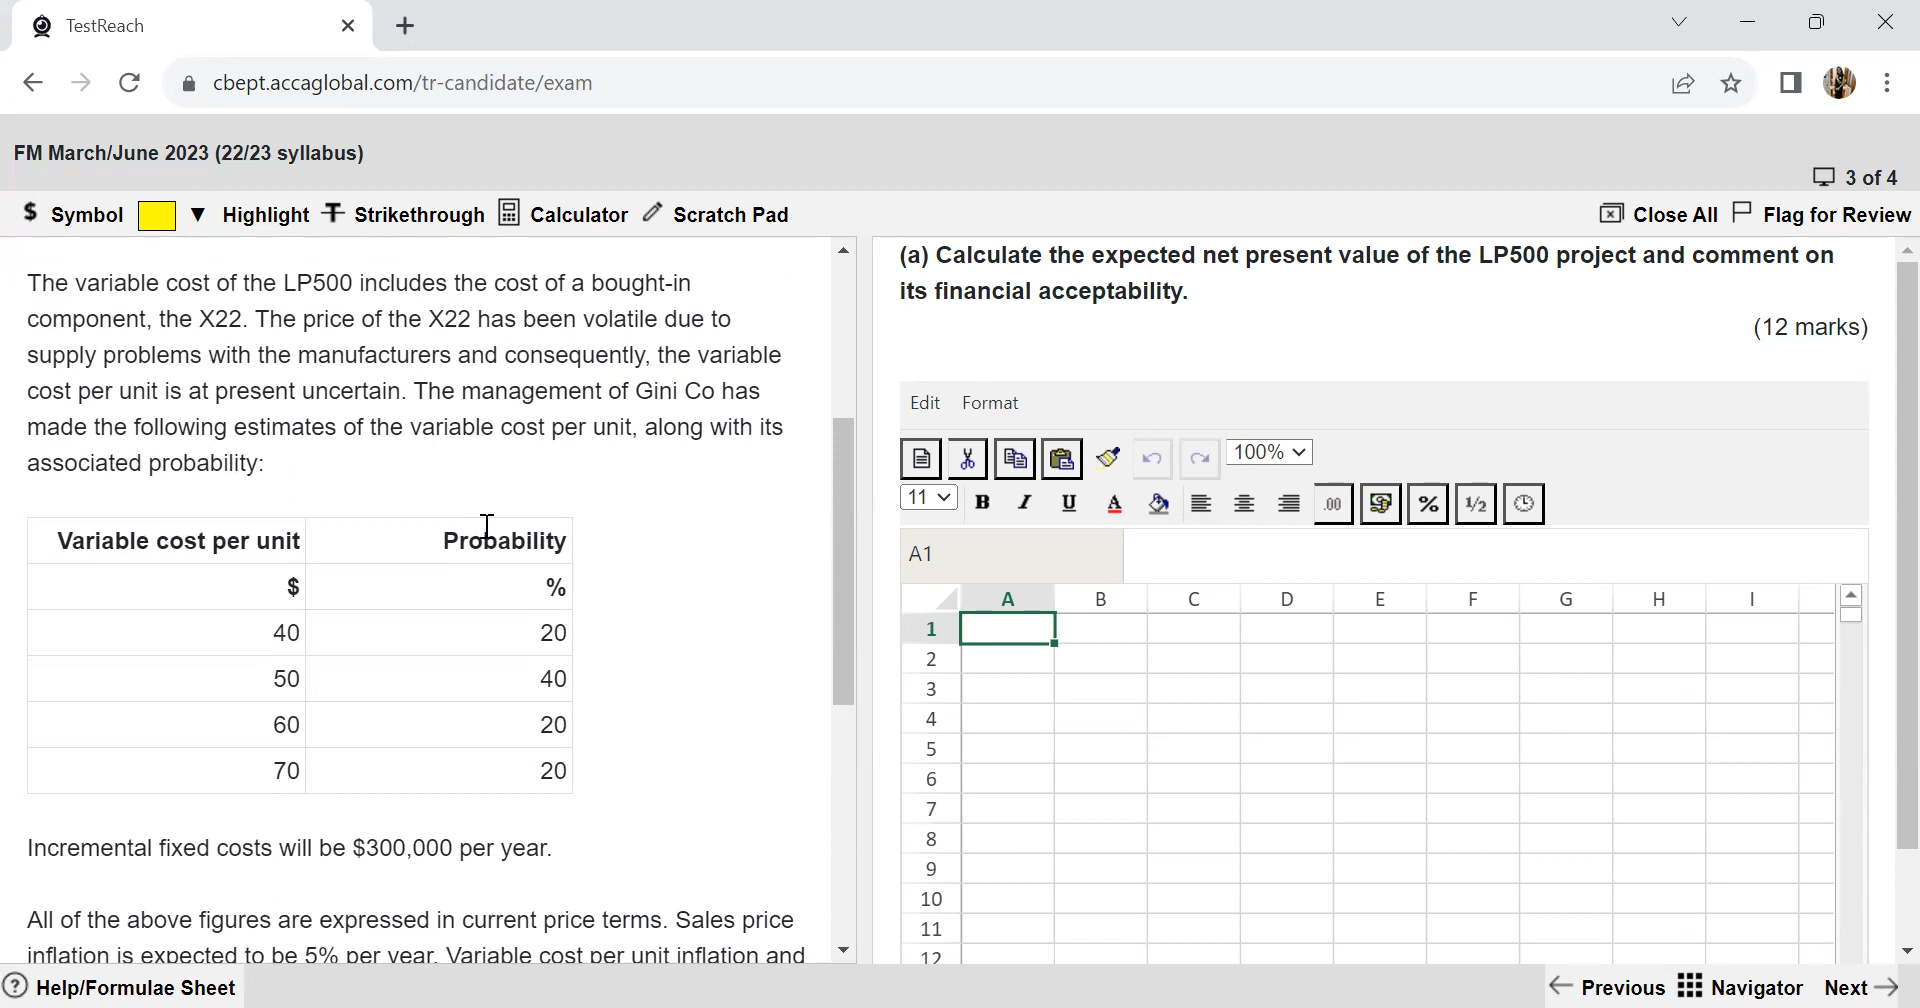 TestReach
cbept.accaglobal.com/tr-candidate/exam
FM March/June 2023 (22/23 syllabus)
3 of 4
$ Symbol ▼ Highlight Strikethrough Calculator Scratch Pad Close All Flag for Review
The variable cost of the LP500 includes the cost of a bought-in
component, the X22. The price of the X22 has been volatile due to
supply problems with the manufacturers and consequently, the variable
cost per unit is at present uncertain. The management of Gini Co has
made the following estimates of the variable cost per unit, along with its
associated probability:
Variable cost per unit Probability
$ %
40 20
50 40
60 20
70 20
Incremental fixed costs will be $300,000 per year.
All of the above figures are expressed in current price terms. Sales price
inflation is expected to be 5% per year. Variable cost per unit inflation and
(a) Calculate the expected net present value of the LP500 project and comment on
its financial acceptability.
(12 marks)
Edit Format
100%
11 B I U A .00 % 1/2
A1
A B C D E F G H I
1
2
3
4
5
6
7
8
9
10
11
12
? Help/Formulae Sheet
Previous Navigator Next